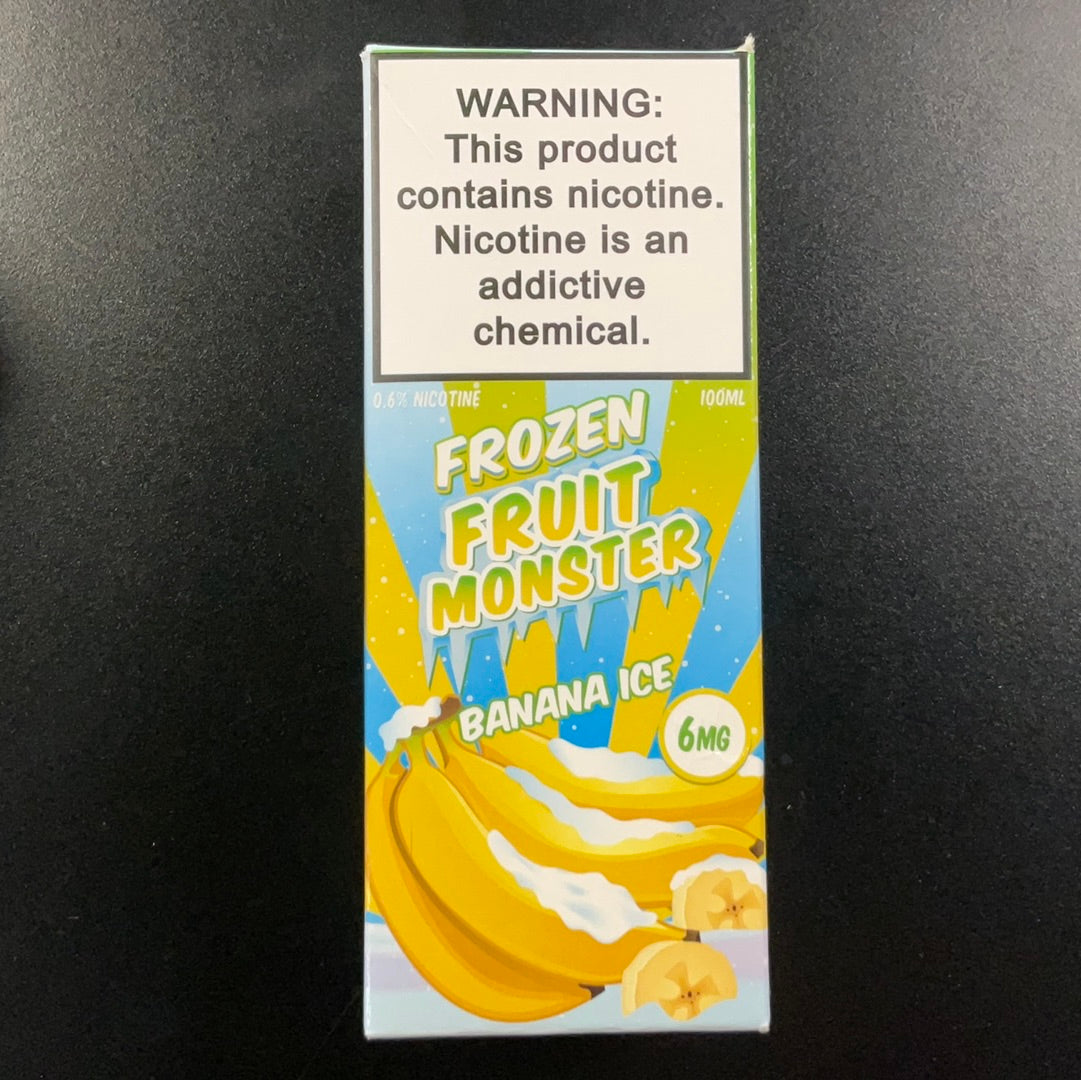 WARNING:
This product
contains nicotine.
Nicotine is an
addictive
chemical.
0.6% NICOTINE
100ML
FROZEN
FRUIT
MONSTER
BANANA ICE
6MG